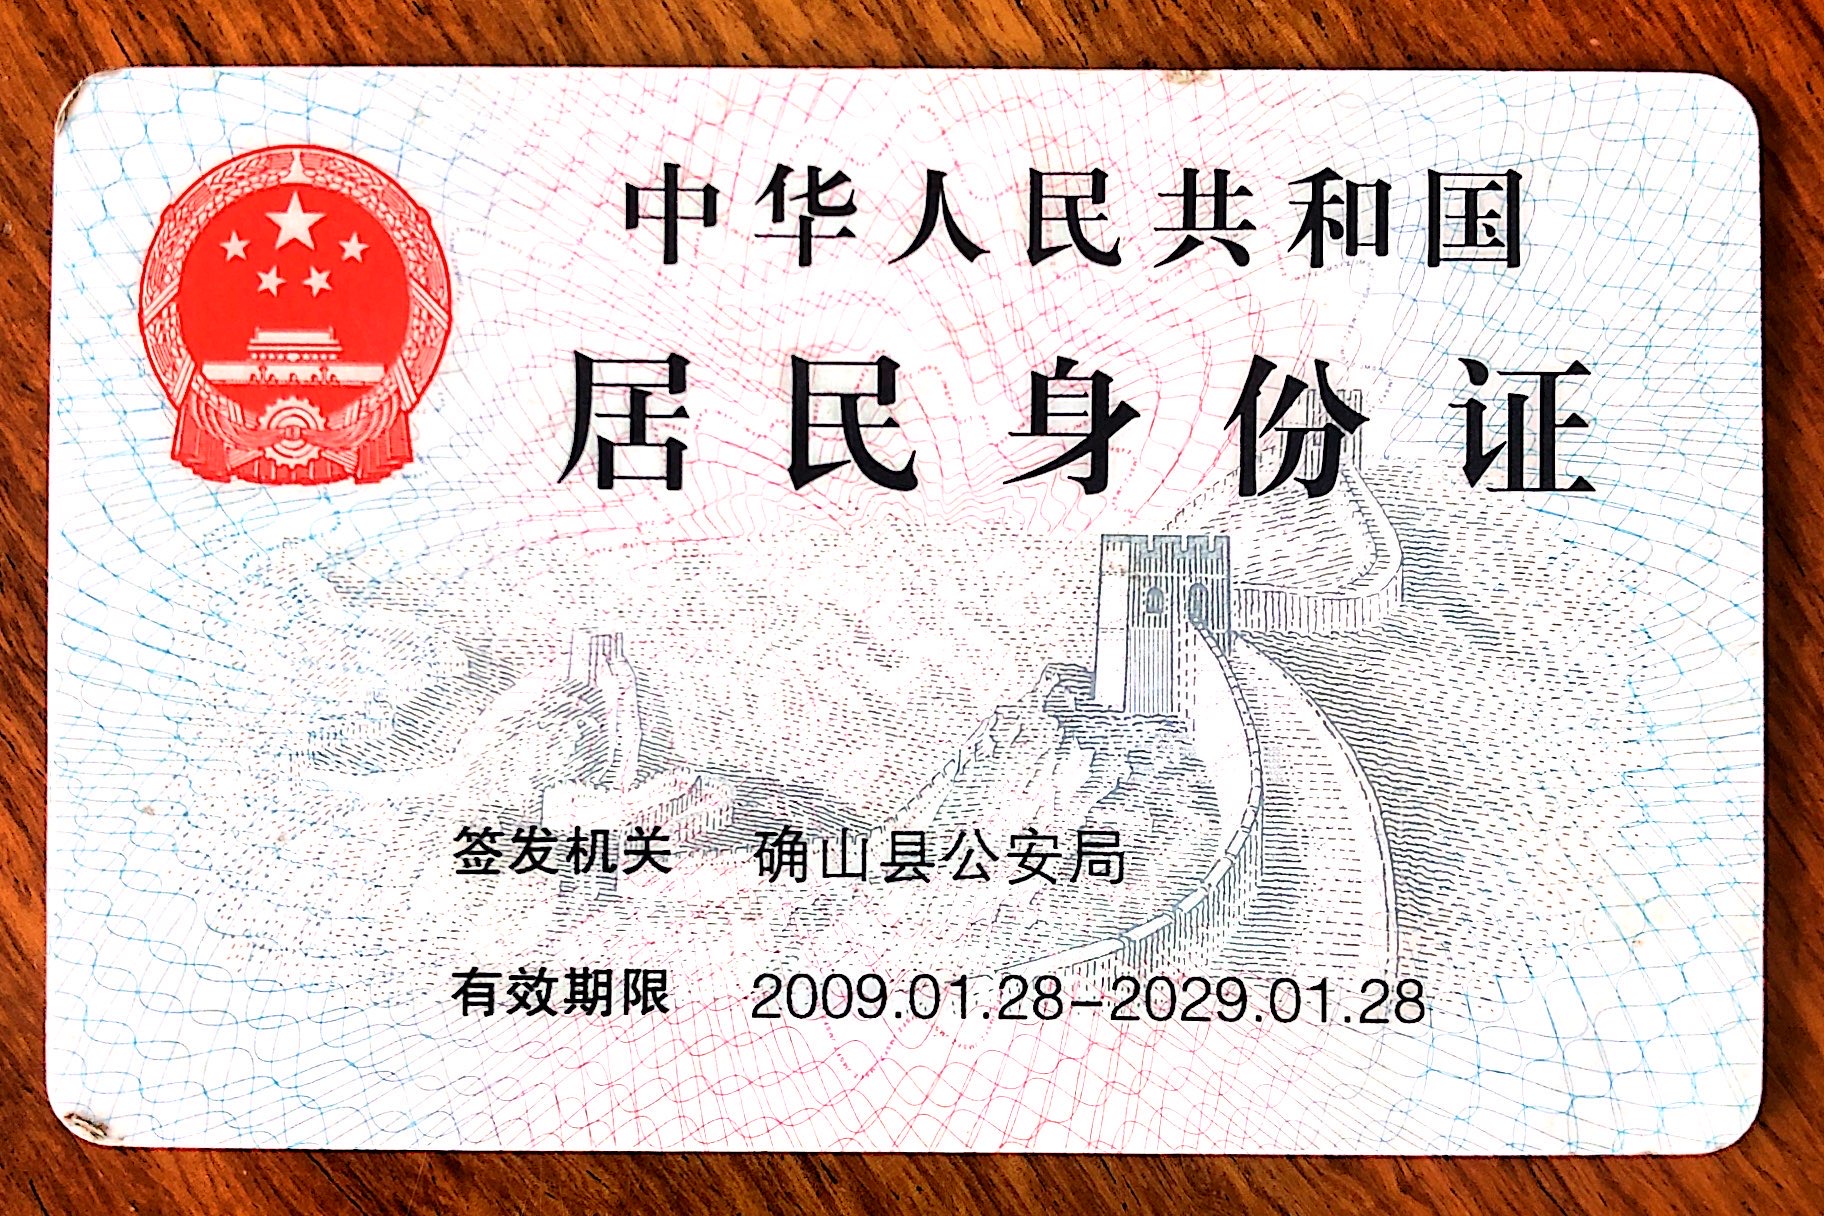 中华人民共和国
居民身份证
签发机关 确山县公安局
有效期限 2009.01.28-2029.01.28